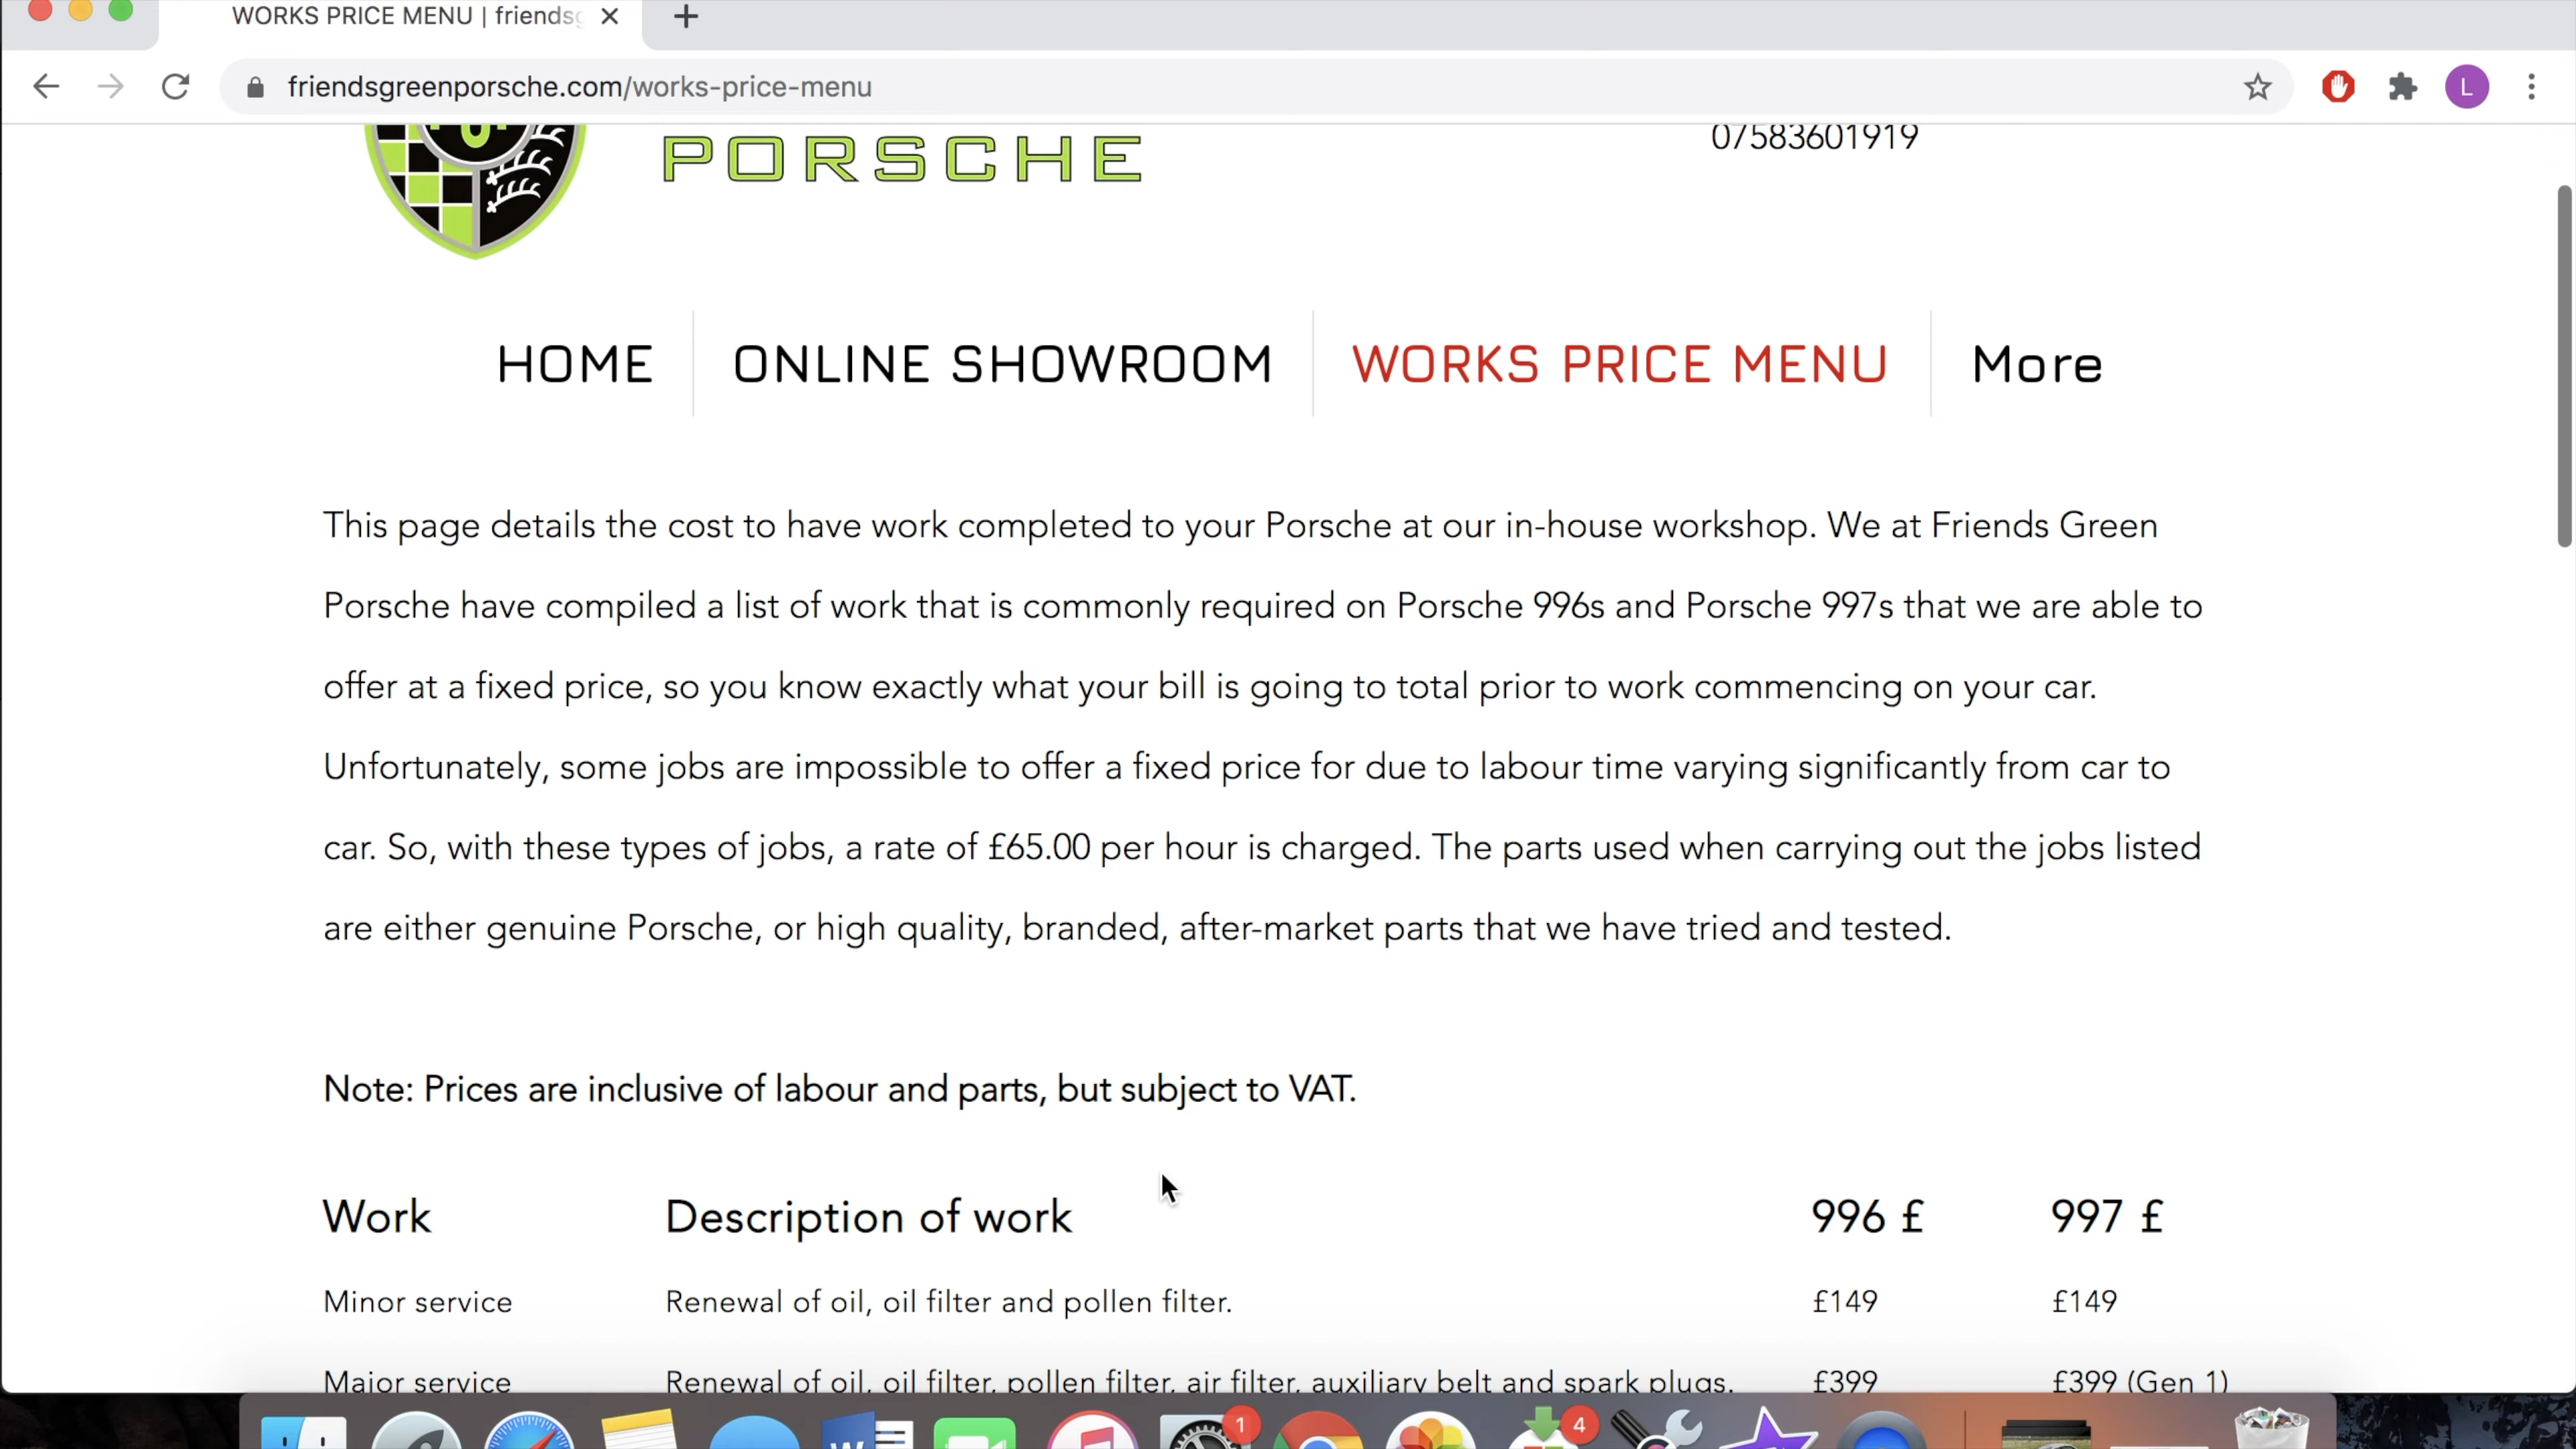 WORKS PRICE MENU | friends
friendsgreenporsche.com/works-price-menu
L
PORSCHE
07583601919
HOME
ONLINE SHOWROOM
WORKS PRICE MENU
More
This page details the cost to have work completed to your Porsche at our in-house workshop. We at Friends Green
Porsche have compiled a list of work that is commonly required on Porsche 996s and Porsche 997s that we are able to
offer at a fixed price, so you know exactly what your bill is going to total prior to work commencing on your car.
Unfortunately, some jobs are impossible to offer a fixed price for due to labour time varying significantly from car to
car. So, with these types of jobs, a rate of £65.00 per hour is charged. The parts used when carrying out the jobs listed
are either genuine Porsche, or high quality, branded, after-market parts that we have tried and tested.
Note: Prices are inclusive of labour and parts, but subject to VAT.
Work Description of work 996 £ 997 £
Minor service Renewal of oil, oil filter and pollen filter. £149 £149
Major service Renewal of oil, oil filter, pollen filter, air filter, auxiliary belt and spark plugs. £399 £399 (Gen 1)
W
1
4